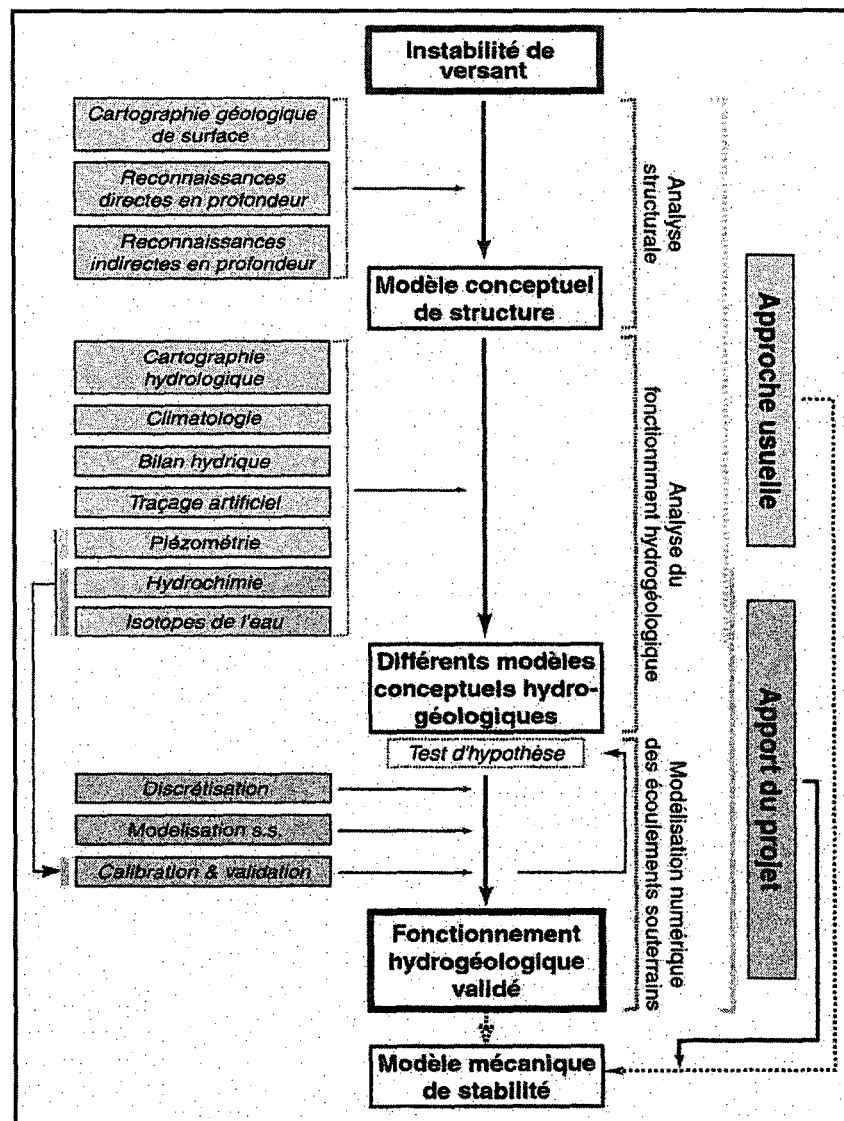 Instabilité de
versant
Cartographie géologique
de surface
Reconnaissances
directes en profondeur
Reconnaissances
indirectes en profondeur
Analyse
structurale
Modèle conceptuel
de structure
Cartographie
hydrologique
Climatologie
Bilan hydrique
Traçage artificiel
Piézométrie
Hydrochimie
Isotopes de l'eau
Analyse du
fonctionnment hydrogéologique
Approche usuelle
Différents modèles
conceptuels hydro-
géologiques
Test d'hypothèse
Discrétisation
Modélisation s.s.
Calibration & validation
Modélisation numérique
des écoulements souterrains
Apport du projet
Fonctionnement
hydrogéologique
validé
Modèle mécanique
de stabilité